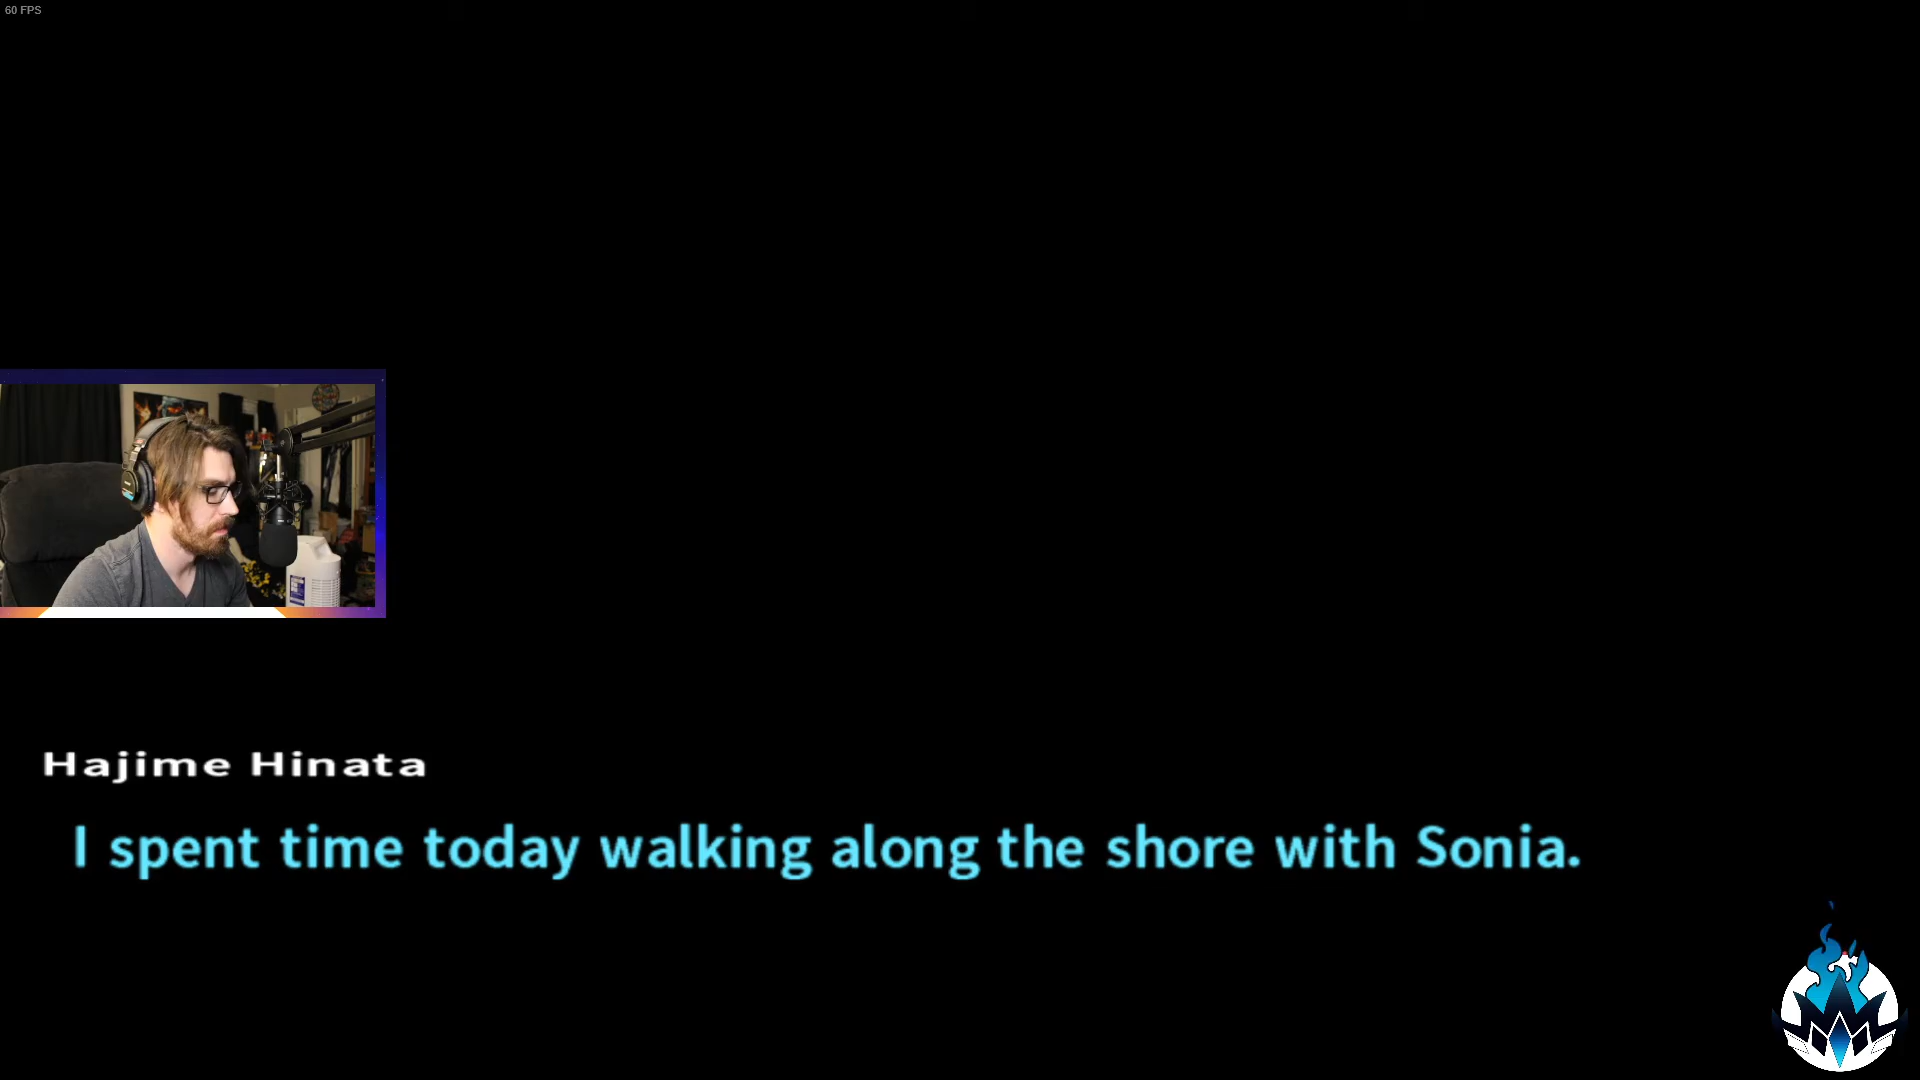 60 FPS
Hajime Hinata
I spent time today walking along the shore with Sonia.